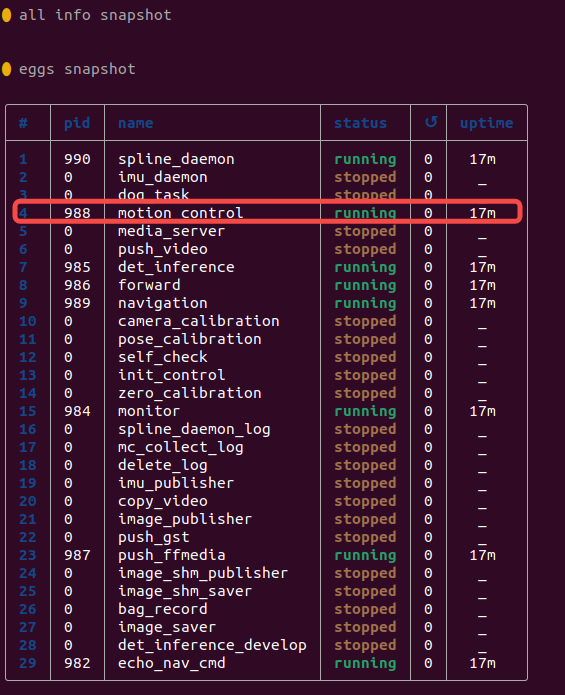 all info snapshot
eggs snapshot
# pid name status ↺ uptime
1 990 spline_daemon running 0 17m
2 0 imu_daemon stopped 0 _
3 0 dog_task stopped 0 _
4 988 motion_control running 0 17m
5 0 media_server stopped 0 _
6 0 push_video stopped 0 _
7 985 det_inference running 0 17m
8 986 forward running 0 17m
9 989 navigation running 0 17m
10 0 camera_calibration stopped 0 _
11 0 pose_calibration stopped 0 _
12 0 self_check stopped 0 _
13 0 init_control stopped 0 _
14 0 zero_calibration stopped 0 _
15 984 monitor running 0 17m
16 0 spline_daemon_log stopped 0 _
17 0 mc_collect_log stopped 0 _
18 0 delete_log stopped 0 _
19 0 imu_publisher stopped 0 _
20 0 copy_video stopped 0 _
21 0 image_publisher stopped 0 _
22 0 push_gst stopped 0 _
23 987 push_ffmedia running 0 17m
24 0 image_shm_publisher stopped 0 _
25 0 image_shm_saver stopped 0 _
26 0 bag_record stopped 0 _
27 0 image_saver stopped 0 _
28 0 det_inference_develop stopped 0 _
29 982 echo_nav_cmd running 0 17m